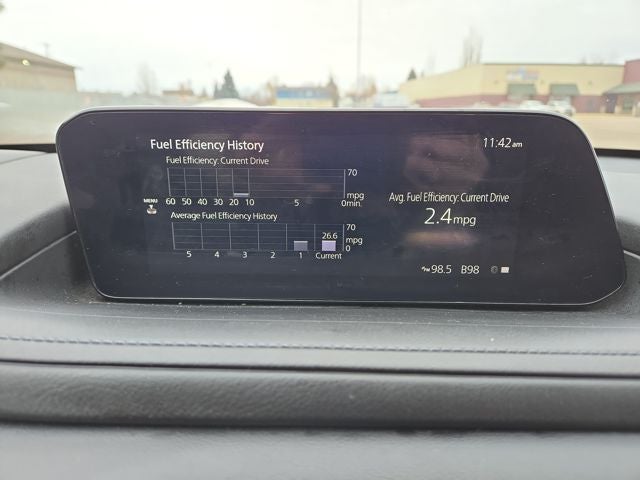 Fuel Efficiency History
11:42am
Fuel Efficiency: Current Drive
70
mpg
MENU
60 50 40 30 20 10 5 0min.
Avg. Fuel Efficiency: Current Drive
2.4mpg
Average Fuel Efficiency History
70
26.6
mpg
0
5 4 3 2 1 Current
98.5 B98